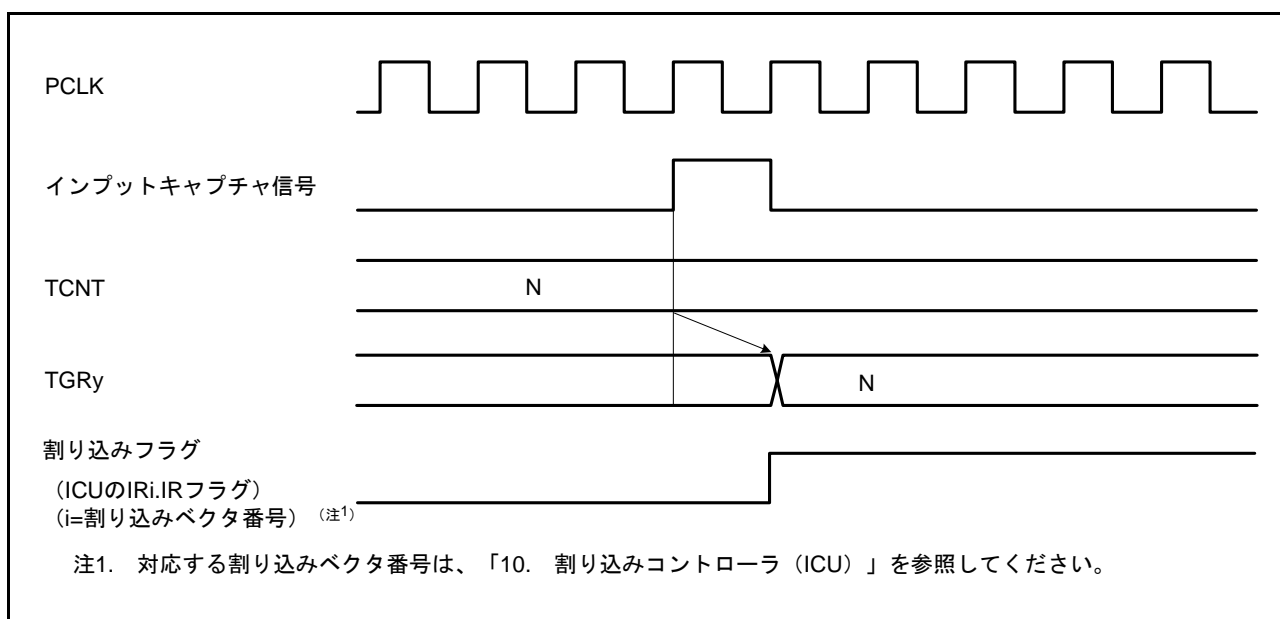 PCLK
インプットキャプチャ信号
TCNT
N
TGRy
N
割り込みフラグ
（ICUのIRi.IRフラグ）
（i=割り込みベクタ番号）（注1）
注1. 対応する割り込みベクタ番号は、「10. 割り込みコントローラ（ICU）」を参照してください。